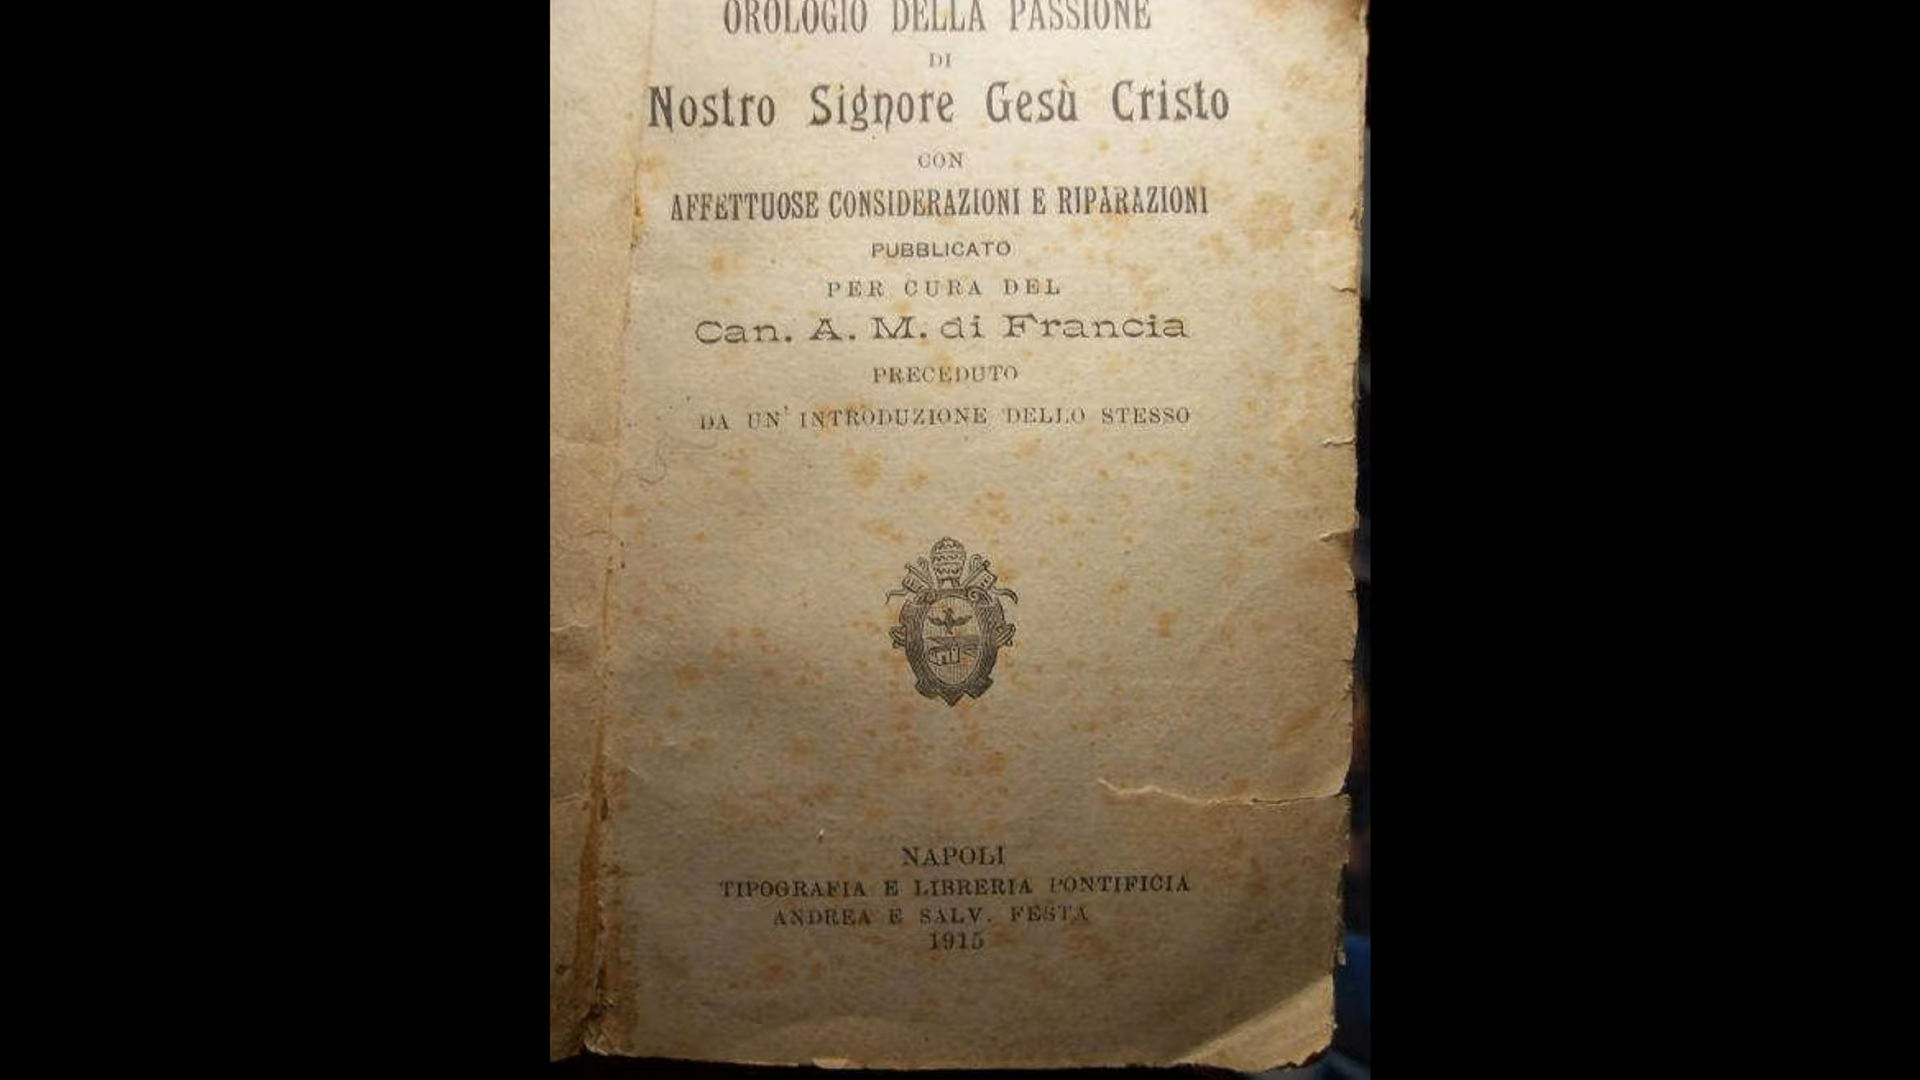 OROLOGIO DELLA PASSIONE
DI
Nostro Signore Gesù Cristo
CON
AFFETTUOSE CONSIDERAZIONI E RIPARAZIONI
PUBBLICATO
PER CURA DEL
Can. A. M. di Francia
PRECEDUTO
DA UN' INTRODUZIONE DELLO STESSO
NAPOLI
TIPOGRAFIA E LIBRERIA PONTIFICIA
ANDREA E SALV. FESTA
1915